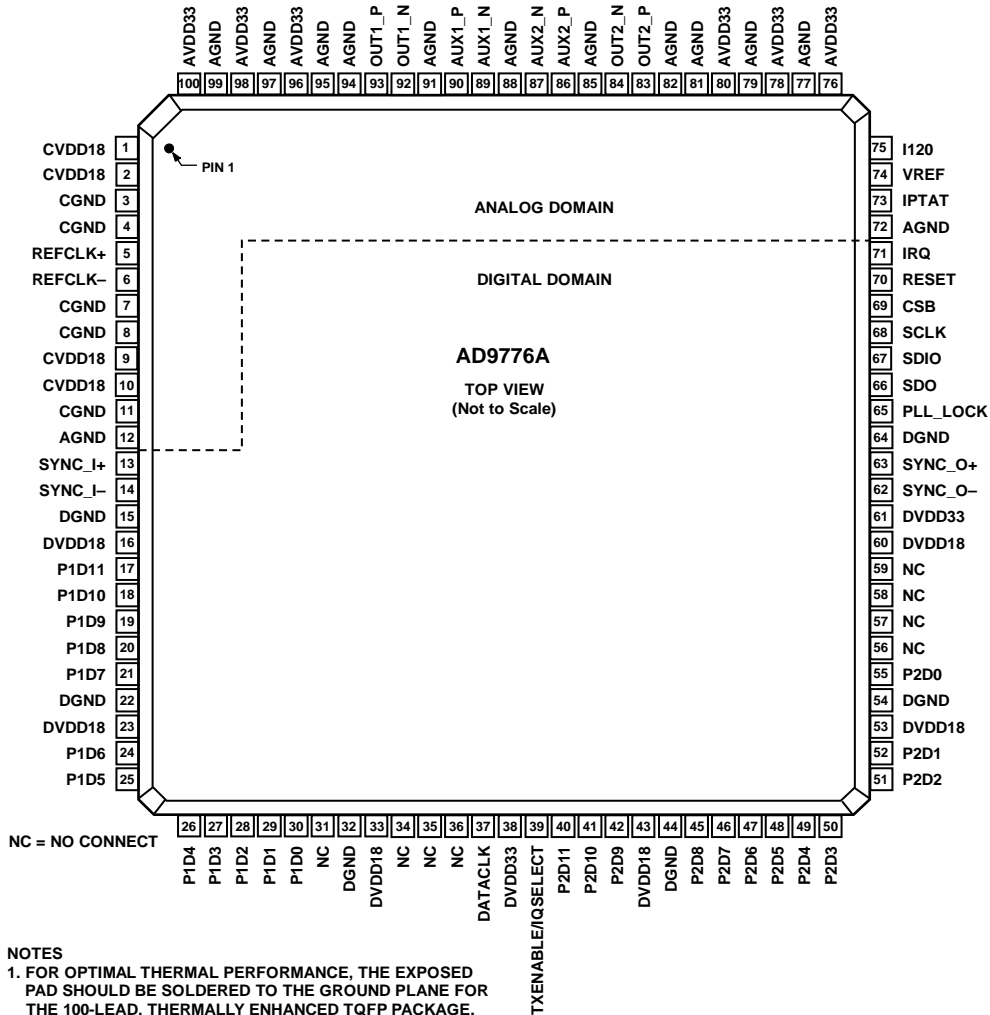 100 AVDD33
99 AGND
98 AVDD33
97 AGND
96 AVDD33
95 AGND
94 AGND
93 OUT1_P
92 OUT1_N
91 AGND
90 AUX1_P
89 AUX1_N
88 AGND
87 AUX2_N
86 AUX2_P
85 AGND
84 OUT2_N
83 OUT2_P
82 AGND
81 AGND
80 AVDD33
79 AGND
78 AVDD33
77 AGND
76 AVDD33
CVDD18 1
CVDD18 2
CGND 3
CGND 4
REFCLK+ 5
REFCLK– 6
CGND 7
CGND 8
CVDD18 9
CVDD18 10
CGND 11
AGND 12
SYNC_I+ 13
SYNC_I– 14
DGND 15
DVDD18 16
P1D11 17
P1D10 18
P1D9 19
P1D8 20
P1D7 21
DGND 22
DVDD18 23
P1D6 24
P1D5 25
PIN 1
ANALOG DOMAIN
DIGITAL DOMAIN
AD9776A
TOP VIEW
(Not to Scale)
75 I120
74 VREF
73 IPTAT
72 AGND
71 IRQ
70 RESET
69 CSB
68 SCLK
67 SDIO
66 SDO
65 PLL_LOCK
64 DGND
63 SYNC_O+
62 SYNC_O–
61 DVDD33
60 DVDD18
59 NC
58 NC
57 NC
56 NC
55 P2D0
54 DGND
53 DVDD18
52 P2D1
51 P2D2
26 P1D4
27 P1D3
28 P1D2
29 P1D1
30 P1D0
31 NC
32 DGND
33 DVDD18
34 NC
35 NC
36 NC
37 DATACLK
38 DVDD33
39 TXENABLE/IQSELECT
40 P2D11
41 P2D10
42 P2D9
43 DVDD18
44 DGND
45 P2D8
46 P2D7
47 P2D6
48 P2D5
49 P2D4
50 P2D3
NC = NO CONNECT
NOTES
1. FOR OPTIMAL THERMAL PERFORMANCE, THE EXPOSED
PAD SHOULD BE SOLDERED TO THE GROUND PLANE FOR
THE 100-LEAD, THERMALLY ENHANCED TQFP PACKAGE.